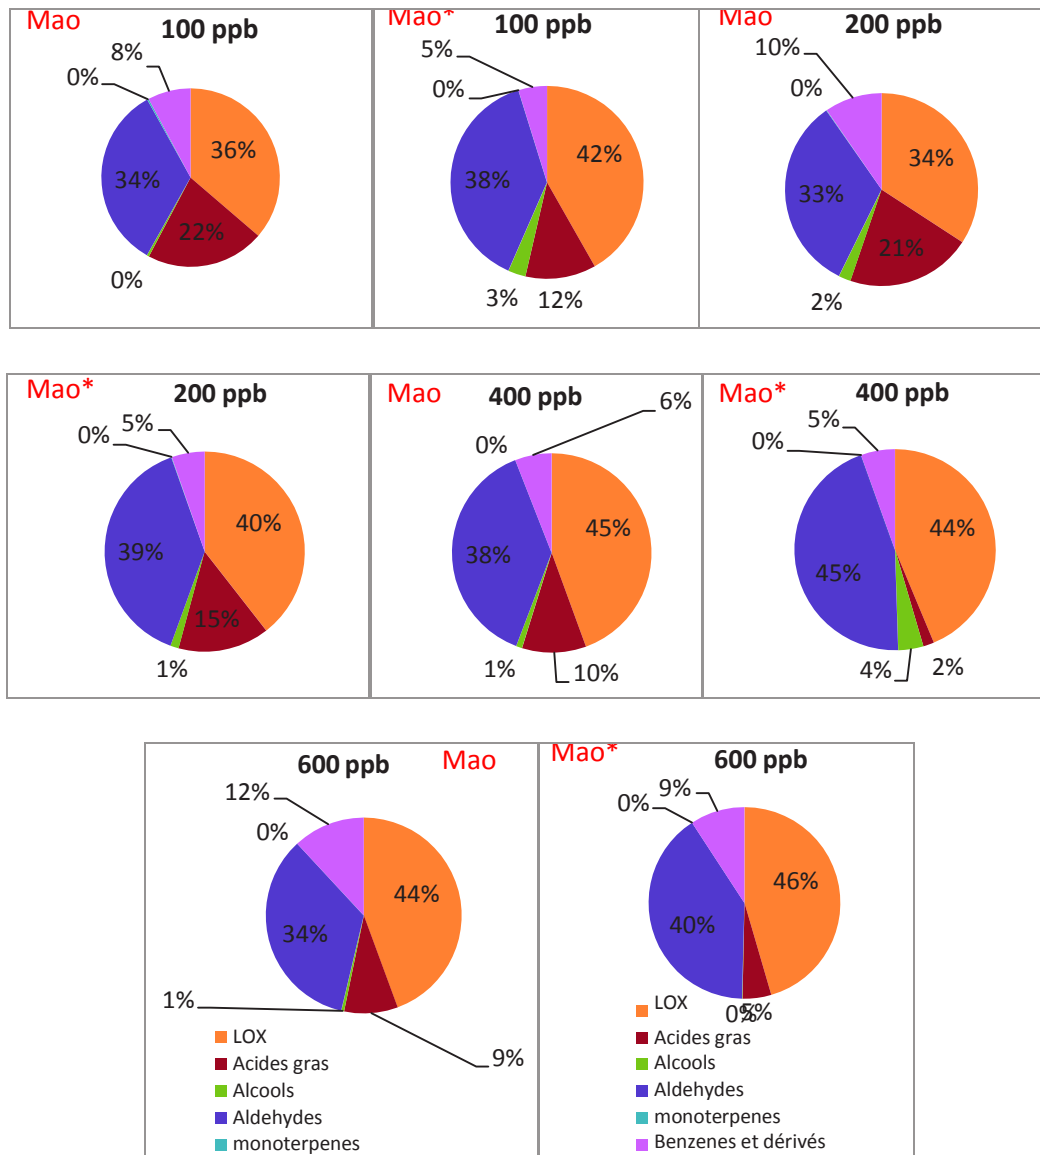 Mao
100 ppb
8%
0%
36%
34%
22%
0%
Mao*
100 ppb
5%
0%
42%
38%
3%
12%
Mao
200 ppb
10%
0%
34%
33%
21%
2%
Mao*
200 ppb
5%
0%
40%
39%
15%
1%
Mao
400 ppb
6%
0%
45%
38%
1%
10%
Mao*
400 ppb
5%
0%
44%
45%
4%
2%
600 ppb
Mao
12%
0%
44%
34%
1%
9%
LOX
Acides gras
Alcools
Aldehydes
monoterpenes
Mao*
600 ppb
9%
0%
46%
40%
0%
5%
LOX
Acides gras
Alcools
Aldehydes
monoterpenes
Benzenes et dérivés